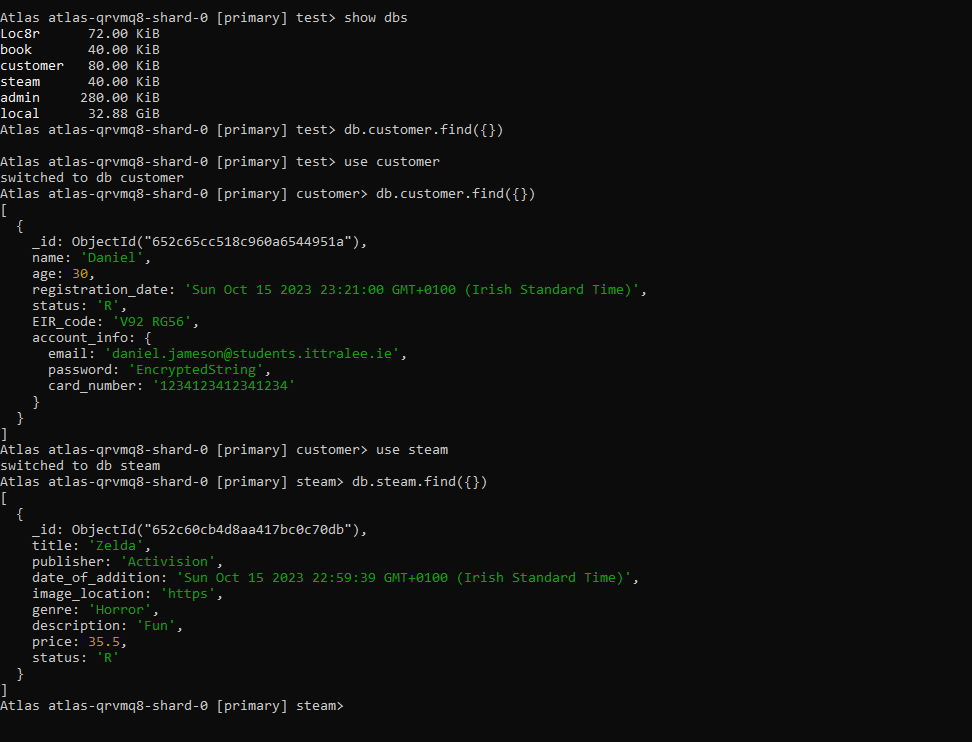 Atlas atlas-qrvmq8-shard-0 [primary] test> show dbs
Loc8r      72.00 KiB
book       40.00 KiB
customer   80.00 KiB
steam      40.00 KiB
admin     280.00 KiB
local      32.88 GiB
Atlas atlas-qrvmq8-shard-0 [primary] test> db.customer.find({})

Atlas atlas-qrvmq8-shard-0 [primary] test> use customer
switched to db customer
Atlas atlas-qrvmq8-shard-0 [primary] customer> db.customer.find({})
[
  {
    _id: ObjectId("652c65cc518c960a6544951a"),
    name: 'Daniel',
    age: 30,
    registration_date: 'Sun Oct 15 2023 23:21:00 GMT+0100 (Irish Standard Time)',
    status: 'R',
    EIR_code: 'V92 RG56',
    account_info: {
      email: 'daniel.jameson@students.ittralee.ie',
      password: 'EncryptedString',
      card_number: '1234123412341234'
    }
  }
]
Atlas atlas-qrvmq8-shard-0 [primary] customer> use steam
switched to db steam
Atlas atlas-qrvmq8-shard-0 [primary] steam> db.steam.find({})
[
  {
    _id: ObjectId("652c60cb4d8aa417bc0c70db"),
    title: 'Zelda',
    publisher: 'Activision',
    date_of_addition: 'Sun Oct 15 2023 22:59:39 GMT+0100 (Irish Standard Time)',
    image_location: 'https',
    genre: 'Horror',
    description: 'Fun',
    price: 35.5,
    status: 'R'
  }
]
Atlas atlas-qrvmq8-shard-0 [primary] steam>